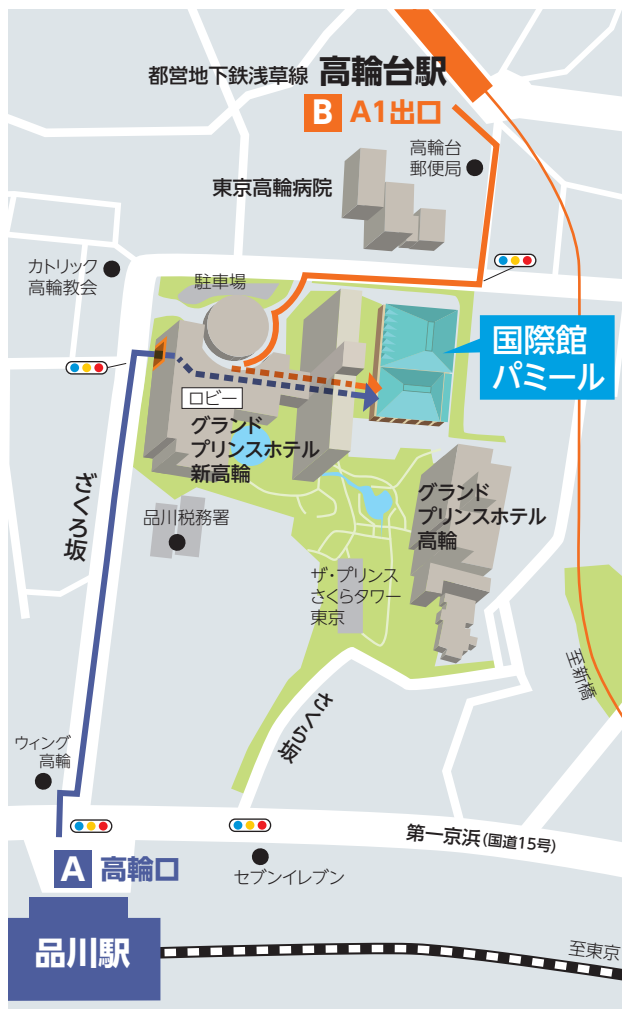 都営地下鉄浅草線 高輪台駅
B A1出口
高輪台
郵便局
東京高輪病院
カトリック
高輪教会
駐車場
国際館
パミール
ロビー
グランド
プリンスホテル
新高輪
グランド
プリンスホテル
高輪
ざくろ坂
品川税務署
ザ・プリンス
さくらタワー
東京
至新橋
さくら坂
ウィング
高輪
第一京浜(国道15号)
A 高輪口
セブンイレブン
品川駅
至東京